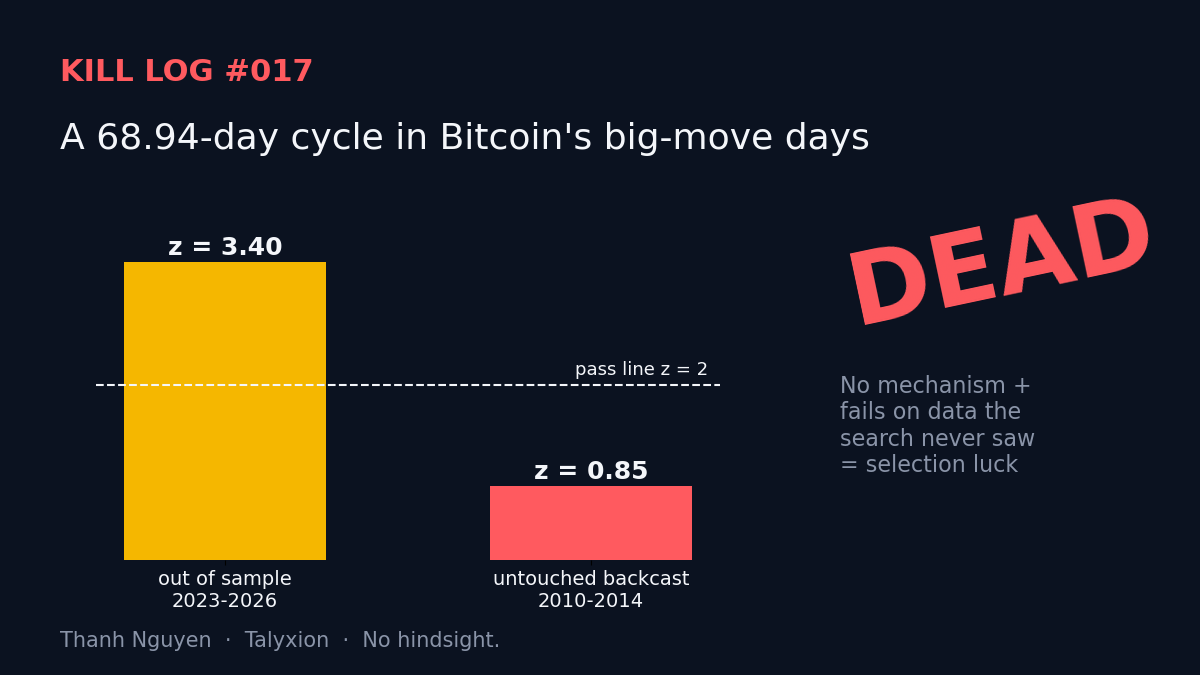 KILL LOG #017
A 68.94-day cycle in Bitcoin's big-move days
DEAD
z = 3.40
pass line z = 2
z = 0.85
No mechanism +
fails on data the
search never saw
= selection luck
out of sample
2023-2026
untouched backcast
2010-2014
Thanh Nguyen · Talyxion · No hindsight.